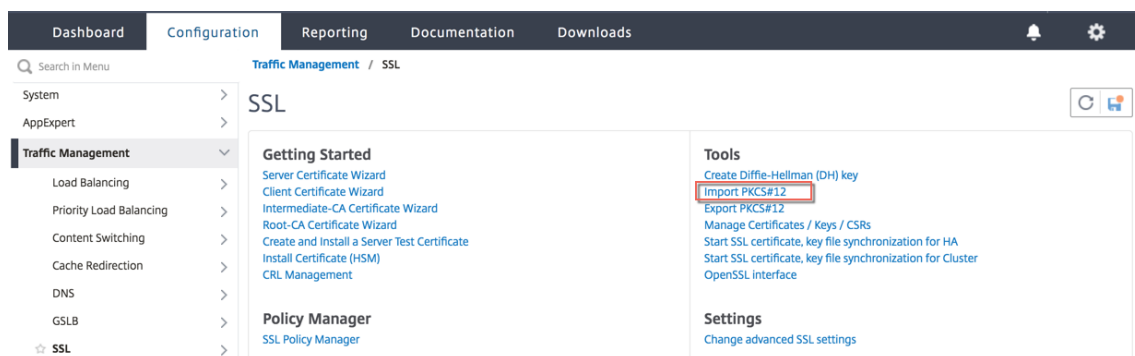 Dashboard Configuration Reporting Documentation Downloads
Search in Menu
Traffic Management / SSL
System
AppExpert
Traffic Management
Load Balancing
Priority Load Balancing
Content Switching
Cache Redirection
DNS
GSLB
SSL
SSL
Getting Started
Server Certificate Wizard
Client Certificate Wizard
Intermediate-CA Certificate Wizard
Root-CA Certificate Wizard
Create and Install a Server Test Certificate
Install Certificate (HSM)
CRL Management
Policy Manager
SSL Policy Manager
Tools
Create Diffie-Hellman (DH) key
Import PKCS#12
Export PKCS#12
Manage Certificates / Keys / CSRs
Start SSL certificate, key file synchronization for HA
Start SSL certificate, key file synchronization for Cluster
OpenSSL interface
Settings
Change advanced SSL settings